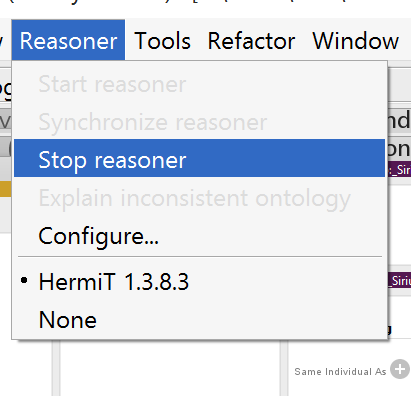 Reasoner Tools Refactor Window
Start reasoner
Synchronize reasoner
Stop reasoner
Explain inconsistent ontology
Configure...
HermiT 1.3.8.3
None
Same Individual As